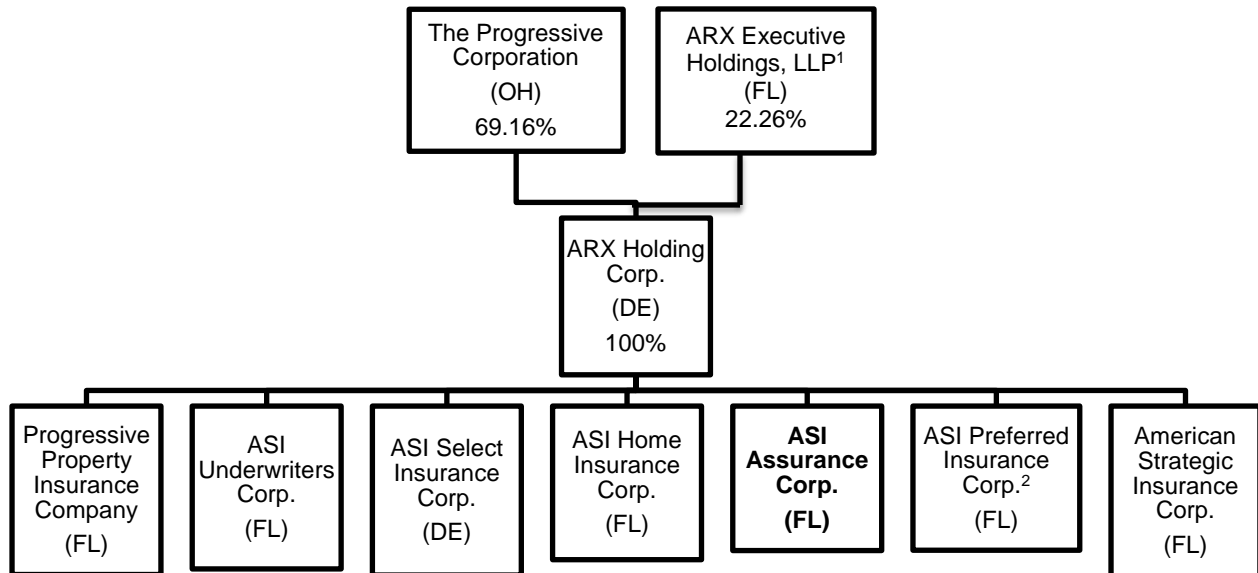 The Progressive
Corporation
(OH)
69.16%
ARX Executive
Holdings, LLP¹
(FL)
22.26%
ARX Holding
Corp.
(DE)
100%
Progressive
Property
Insurance
Company
(FL)
ASI
Underwriters
Corp.
(FL)
ASI Select
Insurance
Corp.
(DE)
ASI Home
Insurance
Corp.
(FL)
ASI
Assurance
Corp.
(FL)
ASI Preferred
Insurance
Corp.²
(FL)
American
Strategic
Insurance
Corp.
(FL)